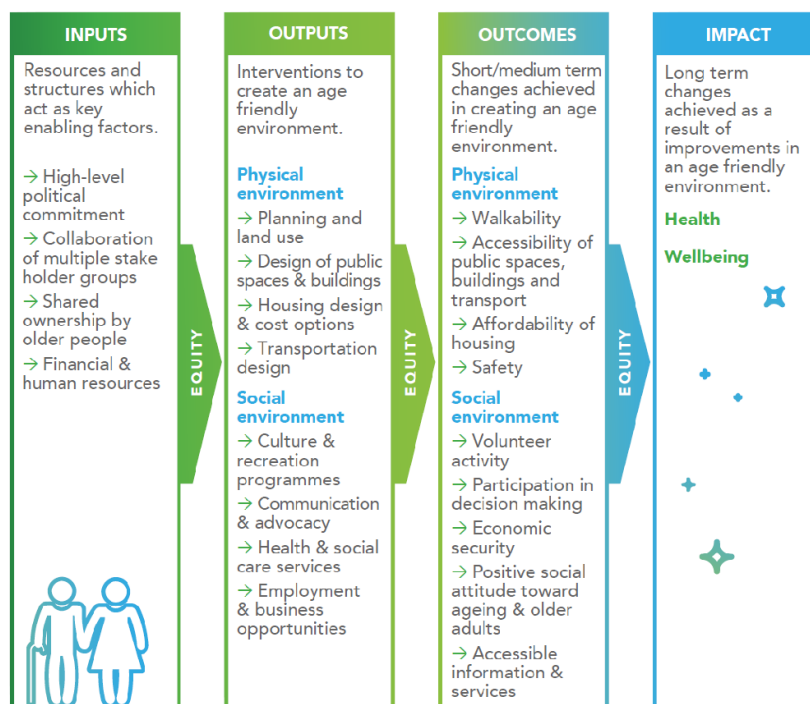 INPUTS
Resources and
structures which
act as key
enabling factors.
→ High-level
political
commitment
→ Collaboration
of multiple stake
holder groups
→ Shared
ownership by
older people
→ Financial &
human resources
EQUITY
OUTPUTS
Interventions to
create an age
friendly
environment.
Physical
environment
→ Planning and
land use
→ Design of public
spaces & buildings
→ Housing design
& cost options
→ Transportation
design
Social
environment
→ Culture &
recreation
programmes
→ Communication
& advocacy
→ Health & social
care services
→ Employment
& business
opportunities
EQUITY
OUTCOMES
Short/medium term
changes achieved
in creating an age
friendly
environment.
Physical
environment
→ Walkability
→ Accessibility of
public spaces,
buildings and
transport
→ Affordability of
housing
→ Safety
Social
environment
→ Volunteer
activity
→ Participation in
decision making
→ Economic
security
→ Positive social
attitude toward
ageing & older
adults
→ Accessible
information &
services
EQUITY
IMPACT
Long term
changes
achieved as a
result of
improvements in
an age friendly
environment.
Health
Wellbeing